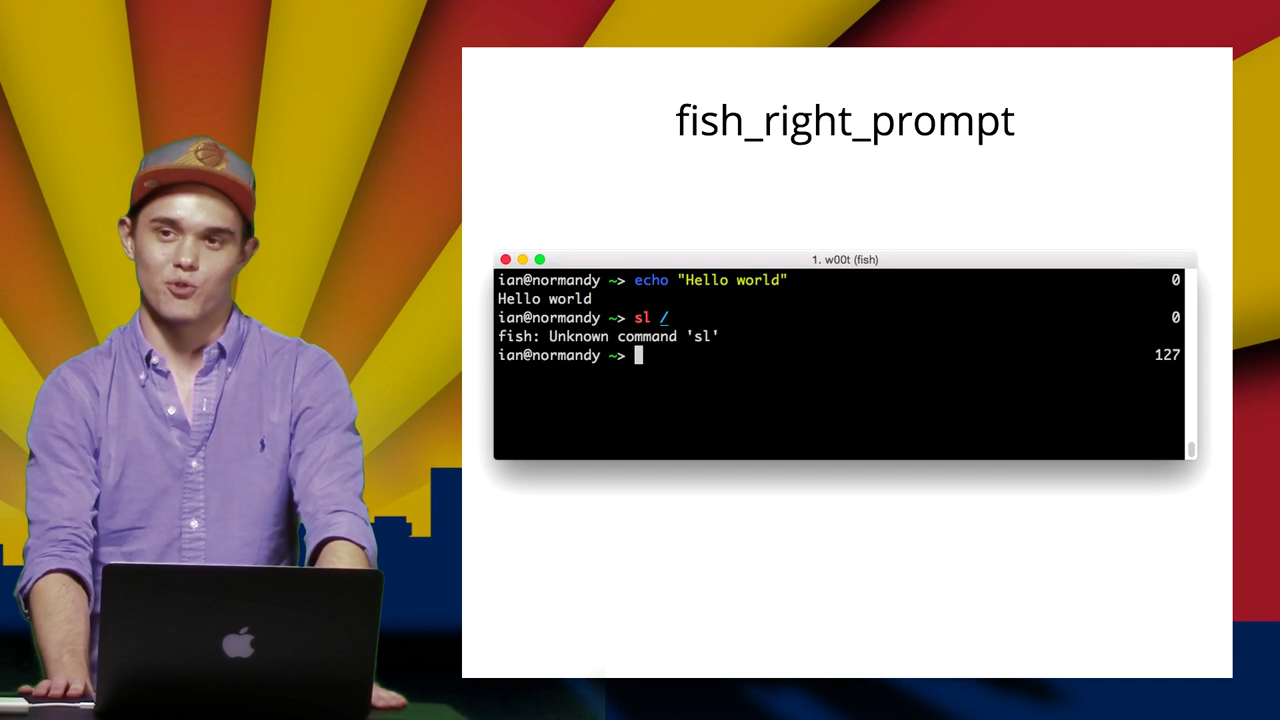 fish_right_prompt
1. w00t (fish)
ian@normandy ~> echo "Hello world" 0
Hello world
ian@normandy ~> sl / 0
fish: Unknown command 'sl'
ian@normandy ~> 127